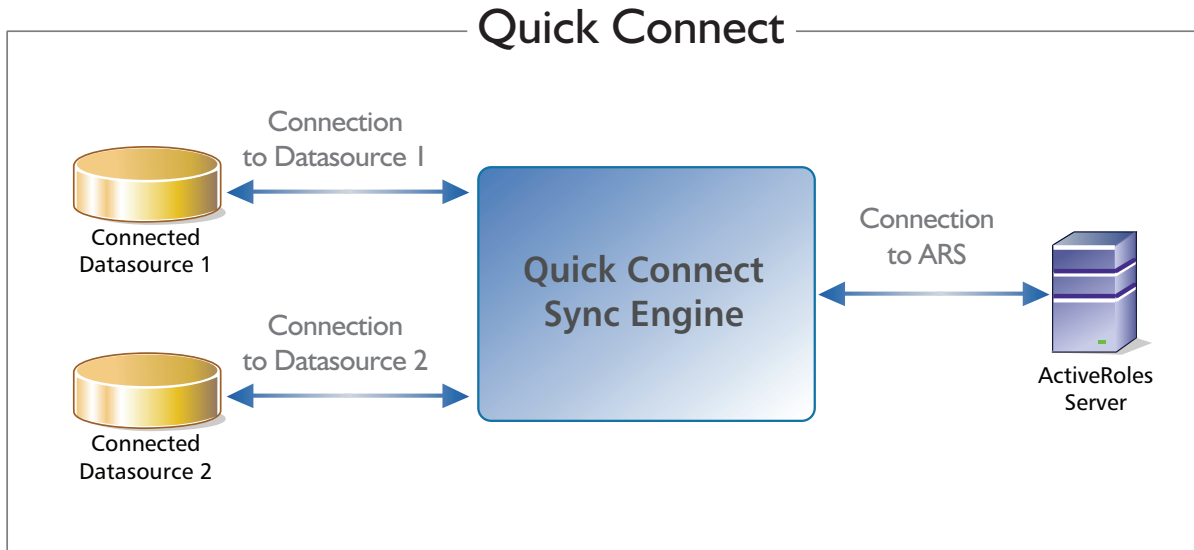 Quick Connect
Connection
to Datasource 1
Connected
Datasource 1
Connection
to Datasource 2
Connected
Datasource 2
Quick Connect
Sync Engine
Connection
to ARS
ActiveRoles
Server